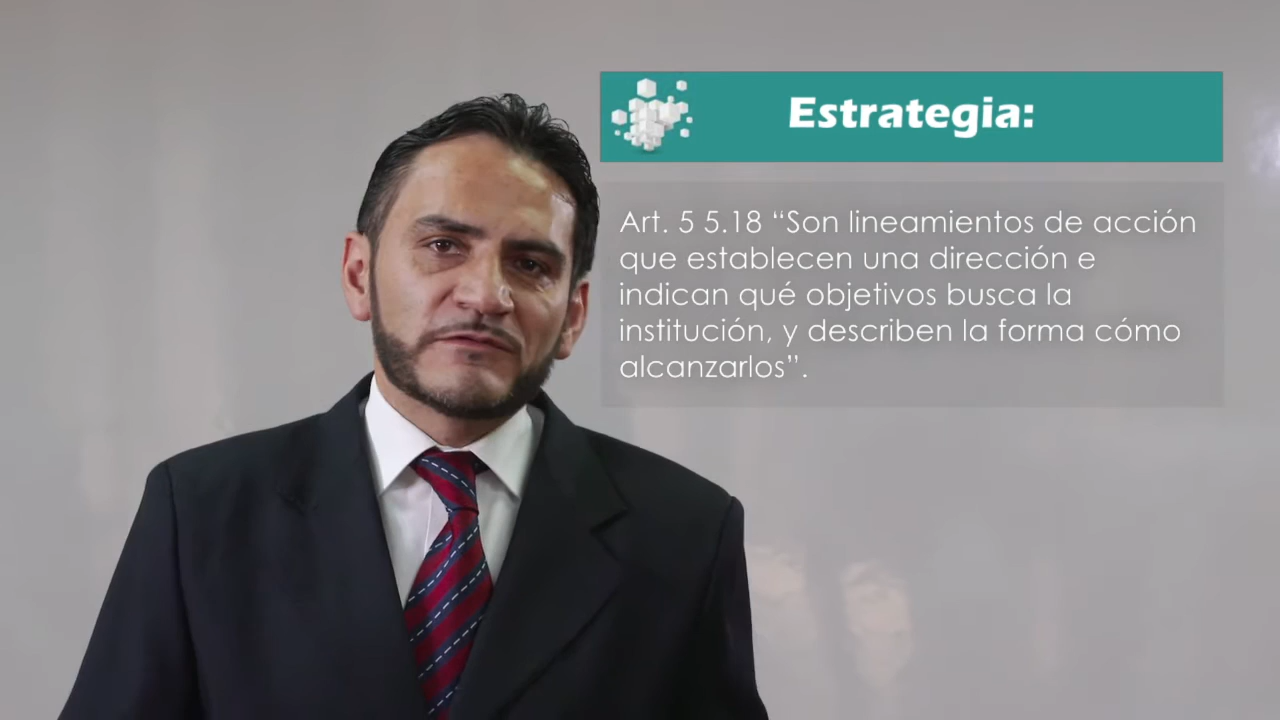 Estrategia:
Art. 5 5.18 “Son lineamientos de acción
que establecen una dirección e
indican qué objetivos busca la
institución, y describen la forma cómo
alcanzarlos”.